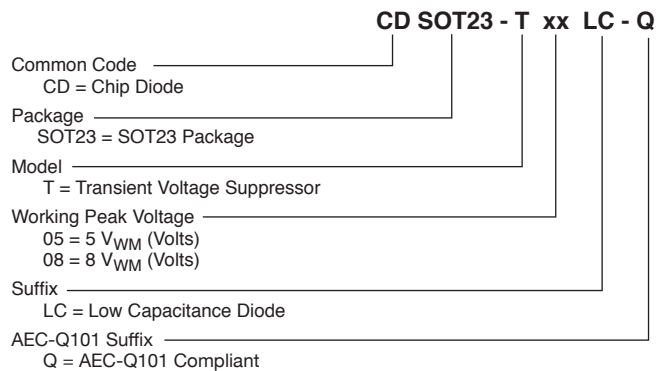 CD SOT23 - T xx LC - Q
Common Code
CD = Chip Diode
Package
SOT23 = SOT23 Package
Model
T = Transient Voltage Suppressor
Working Peak Voltage
05 = 5 VWM (Volts)
08 = 8 VWM (Volts)
Suffix
LC = Low Capacitance Diode
AEC-Q101 Suffix
Q = AEC-Q101 Compliant